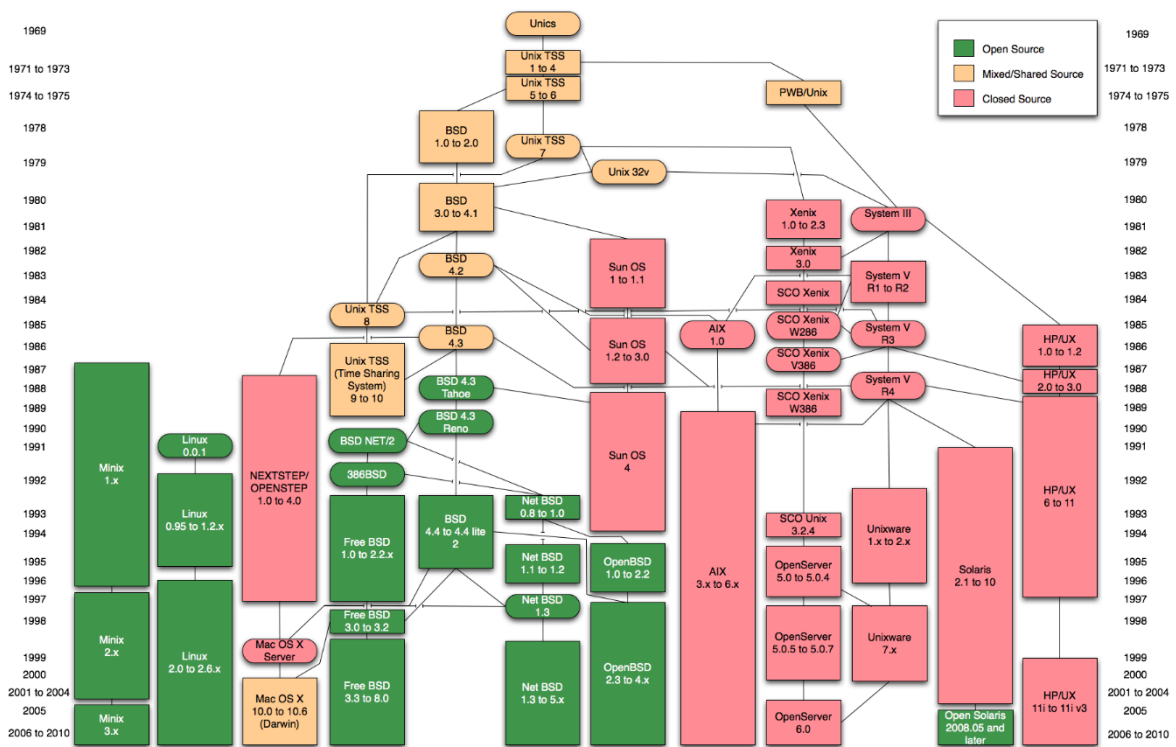 Unics
1969
1969
Open Source
Mixed/Shared Source
Closed Source
Unix TSS
1 to 4
1971 to 1973
1971 to 1973
Unix TSS
5 to 6
PWB/Unix
1974 to 1975
1974 to 1975
1978
BSD
1.0 to 2.0
1978
Unix TSS
7
1979
Unix 32v
1979
1980
BSD
3.0 to 4.1
Xenix
1.0 to 2.3
System III
1980
1981
1981
1982
BSD
4.2
Sun OS
1 to 1.1
Xenix
3.0
1982
1983
System V
R1 to R2
1983
1984
SCO Xenix
1984
Unix TSS
8
1985
BSD
4.3
Sun OS
1.2 to 3.0
AIX
1.0
SCO Xenix
W286
System V
R3
HP/UX
1.0 to 1.2
1985
1986
Unix TSS
(Time Sharing
System)
9 to 10
SCO Xenix
V386
1986
1987
HP/UX
2.0 to 3.0
1987
1988
BSD 4.3
Tahoe
System V
R4
1988
1989
SCO Xenix
W386
1989
1990
BSD 4.3
Reno
1990
1991
Linux
0.0.1
BSD NET/2
Sun OS
4
1991
Minix
1.x
NEXTSTEP/
OPENSTEP
1.0 to 4.0
386BSD
1992
HP/UX
6 to 11
1992
1993
Linux
0.95 to 1.2.x
Net BSD
0.8 to 1.0
SCO Unix
3.2.4
1993
1994
Free BSD
1.0 to 2.2.x
BSD
4.4 to 4.4 lite
2
Unixware
1.x to 2.x
1994
1995
Net BSD
1.1 to 1.2
OpenBSD
1.0 to 2.2
AIX
3.x to 6.x
OpenServer
5.0 to 5.0.4
Solaris
2.1 to 10
1995
1996
1996
1997
Net BSD
1.3
1997
1998
Free BSD
3.0 to 3.2
OpenServer
5.0.5 to 5.0.7
Unixware
7.x
1998
Minix
2.x
Linux
2.0 to 2.6.x
Mac OS X
Server
1999
OpenBSD
2.3 to 4.x
1999
2000
Free BSD
3.3 to 8.0
Net BSD
1.3 to 5.x
2000
2001 to 2004
Mac OS X
10.0 to 10.6
(Darwin)
HP/UX
11i to 11i v3
2001 to 2004
2005
Minix
3.x
OpenServer
6.0
Open Solaris
2008.05 and
later
2005
2006 to 2010
2006 to 2010